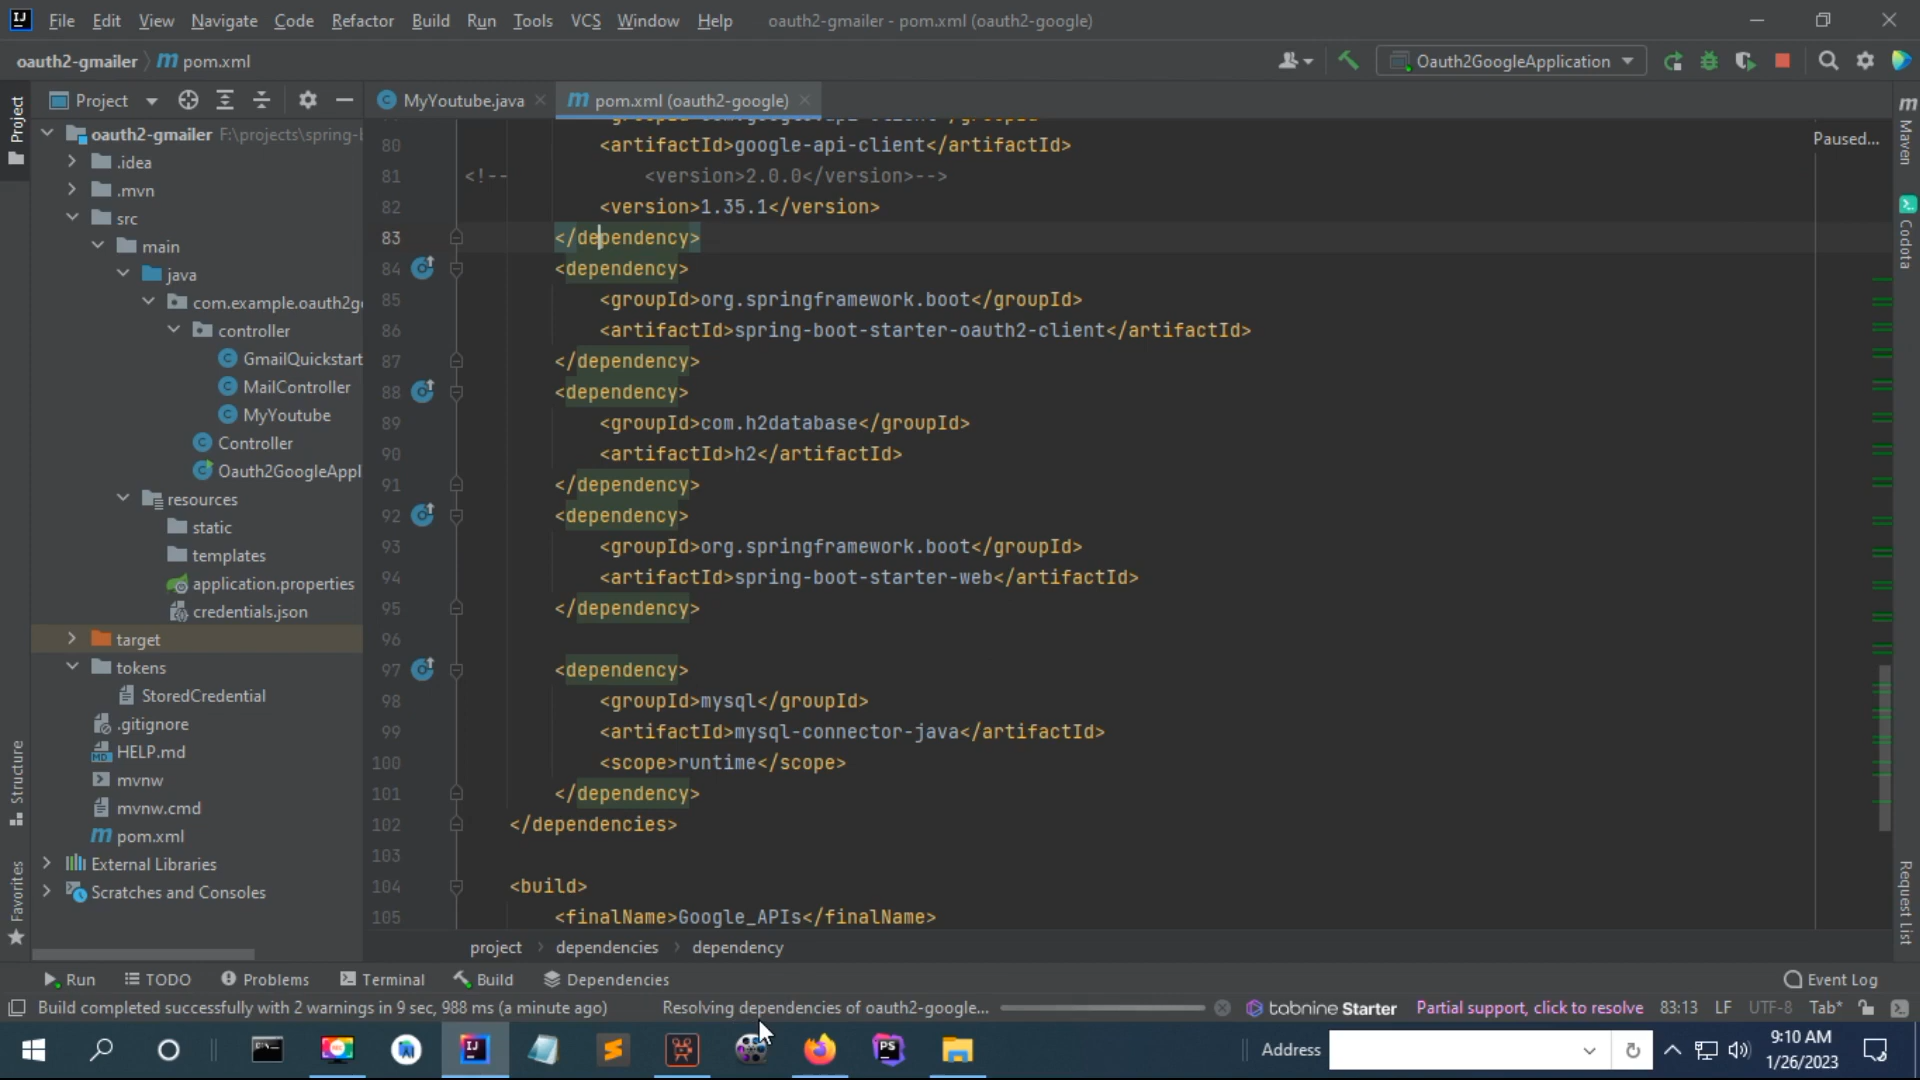 File Edit View Navigate Code Refactor Build Run Tools VCS Window Help oauth2-gmailer - pom.xml (oauth2-google)
oauth2-gmailer pom.xml
Oauth2GoogleApplication
Project
MyYoutube.java
pom.xml (oauth2-google)
Project
Structure
Favorites
oauth2-gmailer F:\projects\spring-
.idea
.mvn
src
main
java
com.example.oauth2g
controller
GmailQuickstart
MailController
MyYoutube
Controller
Oauth2GoogleAppl
resources
static
templates
application.properties
credentials.json
target
tokens
StoredCredential
.gitignore
HELP.md
mvnw
mvnw.cmd
pom.xml
External Libraries
Scratches and Consoles
80 <artifactId>google-api-client</artifactId>
81 <!-- <version>2.0.0</version>-->
82 <version>1.35.1</version>
83 </dependency>
84 <dependency>
85 <groupId>org.springframework.boot</groupId>
86 <artifactId>spring-boot-starter-oauth2-client</artifactId>
87 </dependency>
88 <dependency>
89 <groupId>com.h2database</groupId>
90 <artifactId>h2</artifactId>
91 </dependency>
92 <dependency>
93 <groupId>org.springframework.boot</groupId>
94 <artifactId>spring-boot-starter-web</artifactId>
95 </dependency>
96
97 <dependency>
98 <groupId>mysql</groupId>
99 <artifactId>mysql-connector-java</artifactId>
100 <scope>runtime</scope>
101 </dependency>
102 </dependencies>
103
104 <build>
105 <finalName>Google_APIs</finalName>
Paused...
Maven
Codota
Request List
project dependencies dependency
Run TODO Problems Terminal Build Dependencies Event Log
Build completed successfully with 2 warnings in 9 sec, 988 ms (a minute ago) Resolving dependencies of oauth2-google... tabnine Starter Partial support, click to resolve 83:13 LF UTF-8 Tab*
Address
9:10 AM
1/26/2023